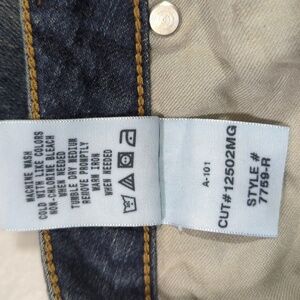 MACHINE WASH
COLD WITH LIKE COLORS
NON-CHLORINE BLEACH
WHEN NEEDED
TUMBLE DRY MEDIUM
REMOVE PROMPTLY
WARM IRON
WHEN NEEDED
A-101
CUT#12502MG
STYLE#
7759-R